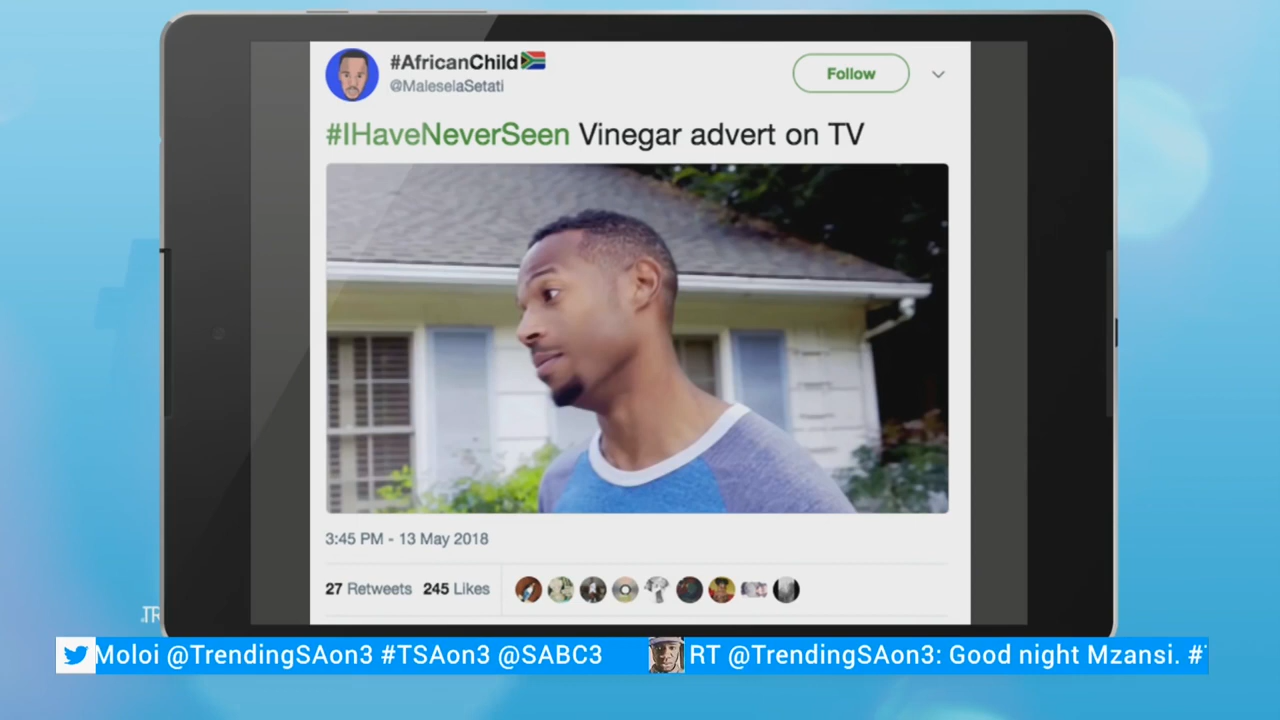 #AfricanChild
@MaleselaSetati
Follow
#IHaveNeverSeen Vinegar advert on TV
3:45 PM - 13 May 2018
27 Retweets 245 Likes
TR
Moloi @TrendingSAon3 #TSAon3 @SABC3 RT @TrendingSAon3: Good night Mzansi. #